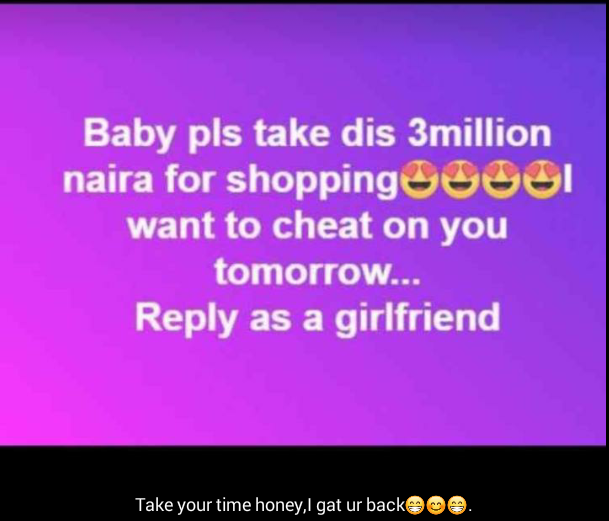 Baby pls take dis 3million
naira for shopping😍😍😍😍I
want to cheat on you
tomorrow...
Reply as a girlfriend
Take your time honey,I gat ur back😁😊😁.